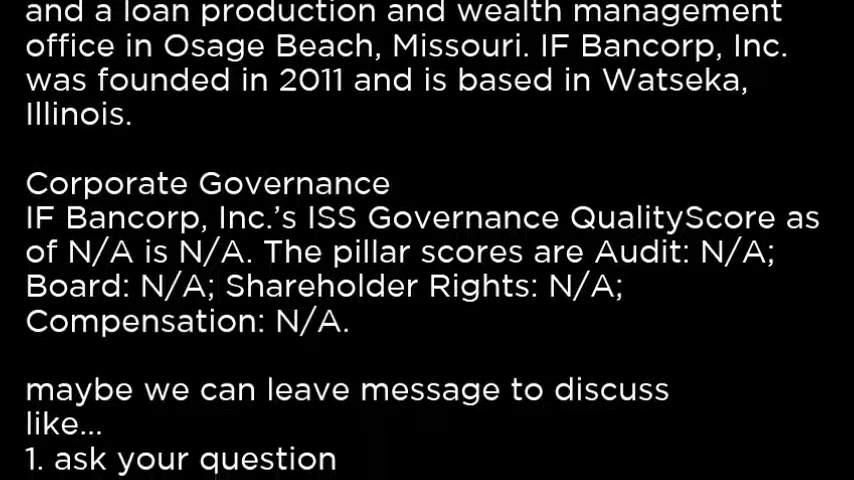 and a loan production and wealth management
office in Osage Beach, Missouri. IF Bancorp, Inc.
was founded in 2011 and is based in Watseka,
Illinois.
Corporate Governance
IF Bancorp, Inc.’s ISS Governance QualityScore as
of N/A is N/A. The pillar scores are Audit: N/A;
Board: N/A; Shareholder Rights: N/A;
Compensation: N/A.
maybe we can leave message to discuss
like...
1. ask your question